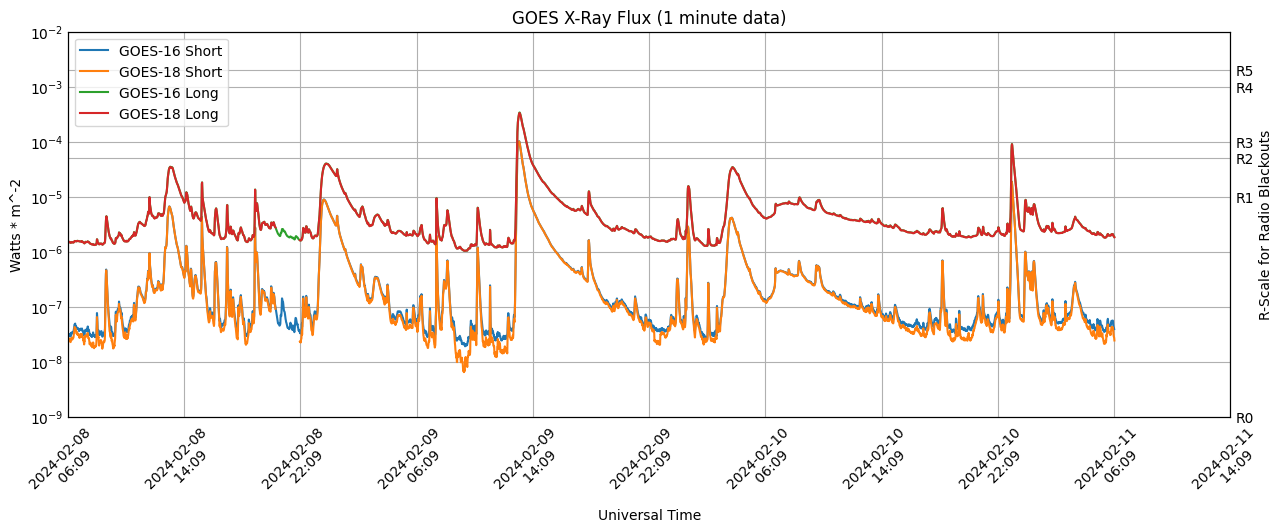 GOES X-Ray Flux (1 minute data)
GOES-16 Short
GOES-18 Short
GOES-16 Long
GOES-18 Long
10^-2
10^-3
10^-4
10^-5
10^-6
10^-7
10^-8
10^-9
Watts * m^-2
R5
R4
R3
R2
R1
R0
R-Scale for Radio Blackouts
2024-02-08
06:09
2024-02-08
14:09
2024-02-08
22:09
2024-02-09
06:09
2024-02-09
14:09
2024-02-09
22:09
2024-02-10
06:09
2024-02-10
14:09
2024-02-10
22:09
2024-02-11
06:09
2024-02-11
14:09
Universal Time